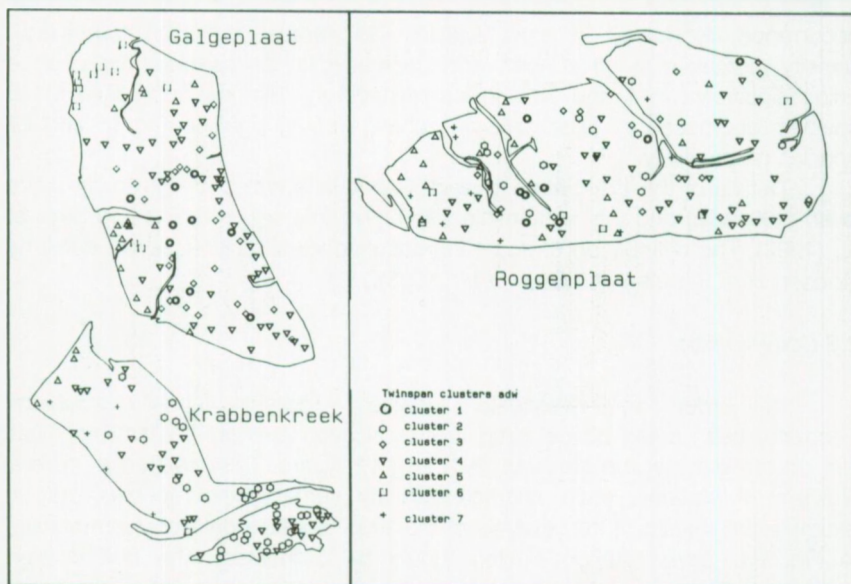 Galgeplaat
Roggenplaat
Krabbenkreek
Twinspan clusters adw
cluster 1
cluster 2
cluster 3
cluster 4
cluster 5
cluster 6
cluster 7